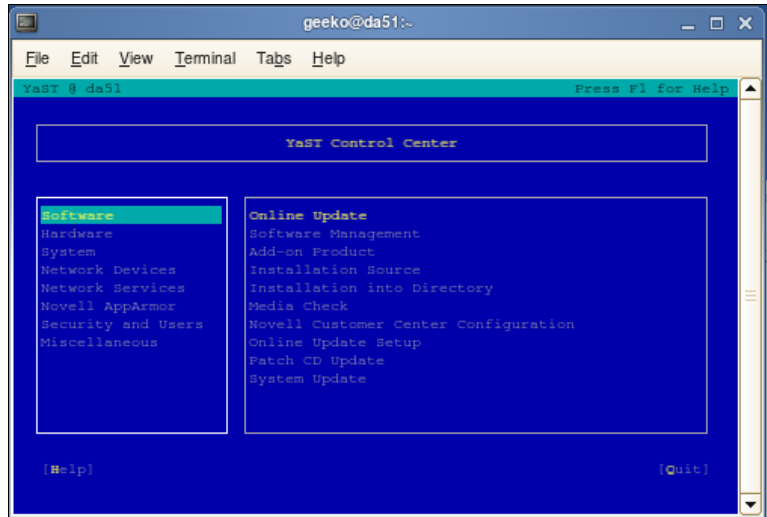 geeko@da51:~
File Edit View Terminal Tabs Help
YaST @ da51 Press F1 for Help
YaST Control Center
Software
Hardware
System
Network Devices
Network Services
Novell AppArmor
Security and Users
Miscellaneous
Online Update
Software Management
Add-on Product
Installation Source
Installation into Directory
Media Check
Novell Customer Center Configuration
Online Update Setup
Patch CD Update
System Update
[Help] [Quit]